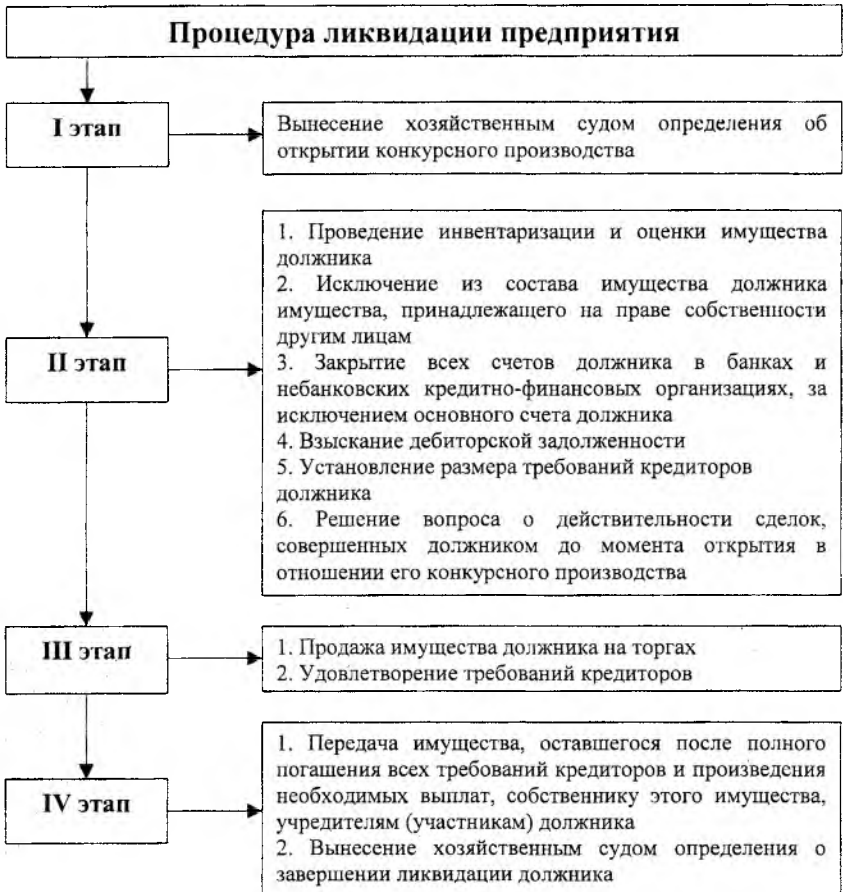 Процедура ликвидации предприятия
I этап
Вынесение хозяйственным судом определения об
открытии конкурсного производства
II этап
1. Проведение инвентаризации и оценки имущества
должника
2. Исключение из состава имущества должника
имущества, принадлежащего на праве собственности
другим лицам
3. Закрытие всех счетов должника в банках и
небанковских кредитно-финансовых организациях, за
исключением основного счета должника
4. Взыскание дебиторской задолженности
5. Установление размера требований кредиторов
должника
6. Решение вопроса о действительности сделок,
совершенных должником до момента открытия в
отношении его конкурсного производства
III этап
1. Продажа имущества должника на торгах
2. Удовлетворение требований кредиторов
IV этап
1. Передача имущества, оставшегося после полного
погашения всех требований кредиторов и произведения
необходимых выплат, собственнику этого имущества,
учредителям (участникам) должника
2. Вынесение хозяйственным судом определения о
завершении ликвидации должника